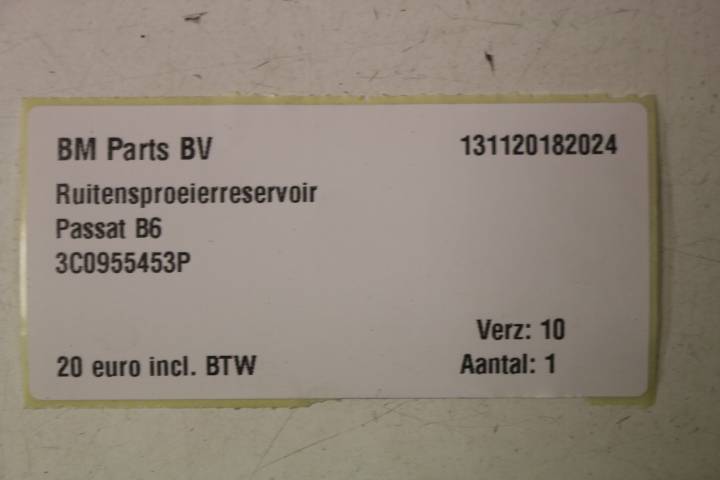 BM Parts BV 131120182024
Ruitensproeierreservoir
Passat B6
3C0955453P
Verz: 10
20 euro incl. BTW Aantal: 1